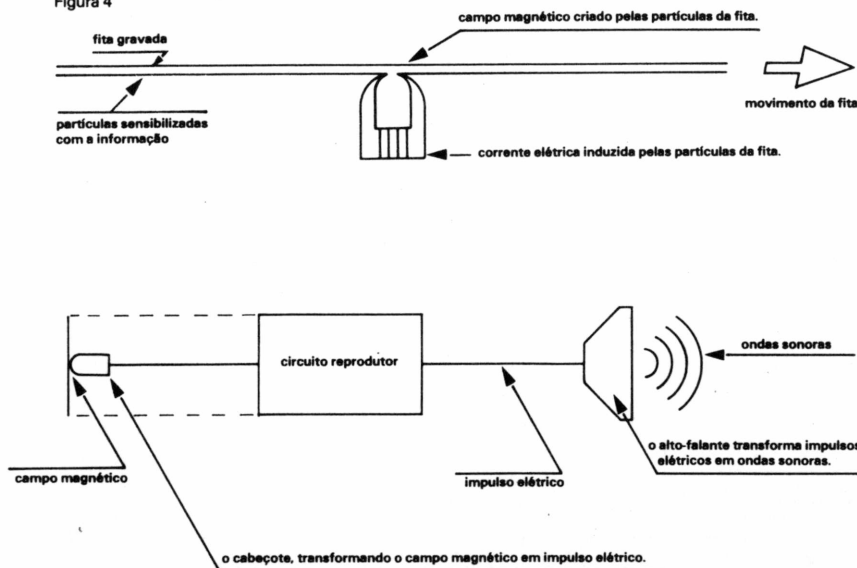 Figura 4
campo magnético criado pelas partículas da fita.
fita gravada
movimento da fita
partículas sensibilizadas
com a informação
corrente elétrica induzida pelas partículas da fita.
circuito reprodutor
ondas sonoras
o alto-falante transforma impulsos
elétricos em ondas sonoras.
campo magnético
impulso elétrico
o cabeçote, transformando o campo magnético em impulso elétrico.